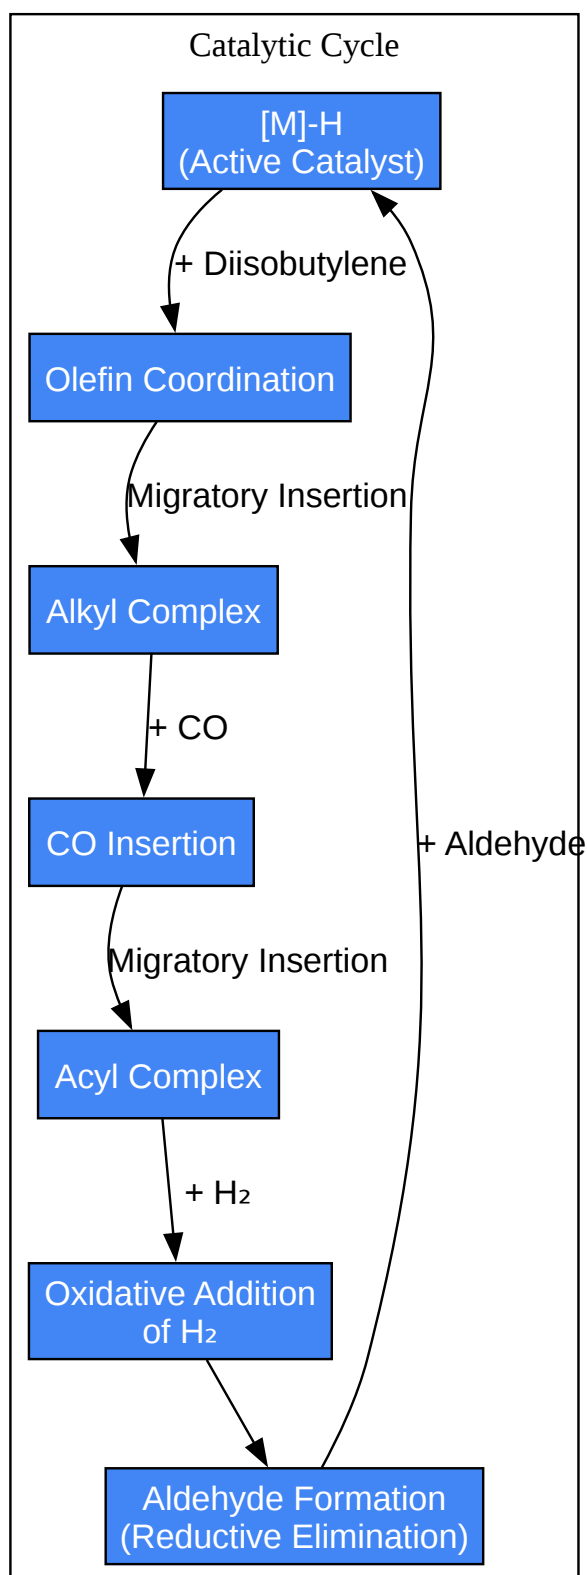 Catalytic Cycle
[M]-H
(Active Catalyst)
+ Diisobutylene
Olefin Coordination
Migratory Insertion
Alkyl Complex
+ CO
CO Insertion
+ Aldehyde
Migratory Insertion
Acyl Complex
+ H₂
Oxidative Addition
of H₂
Aldehyde Formation
(Reductive Elimination)